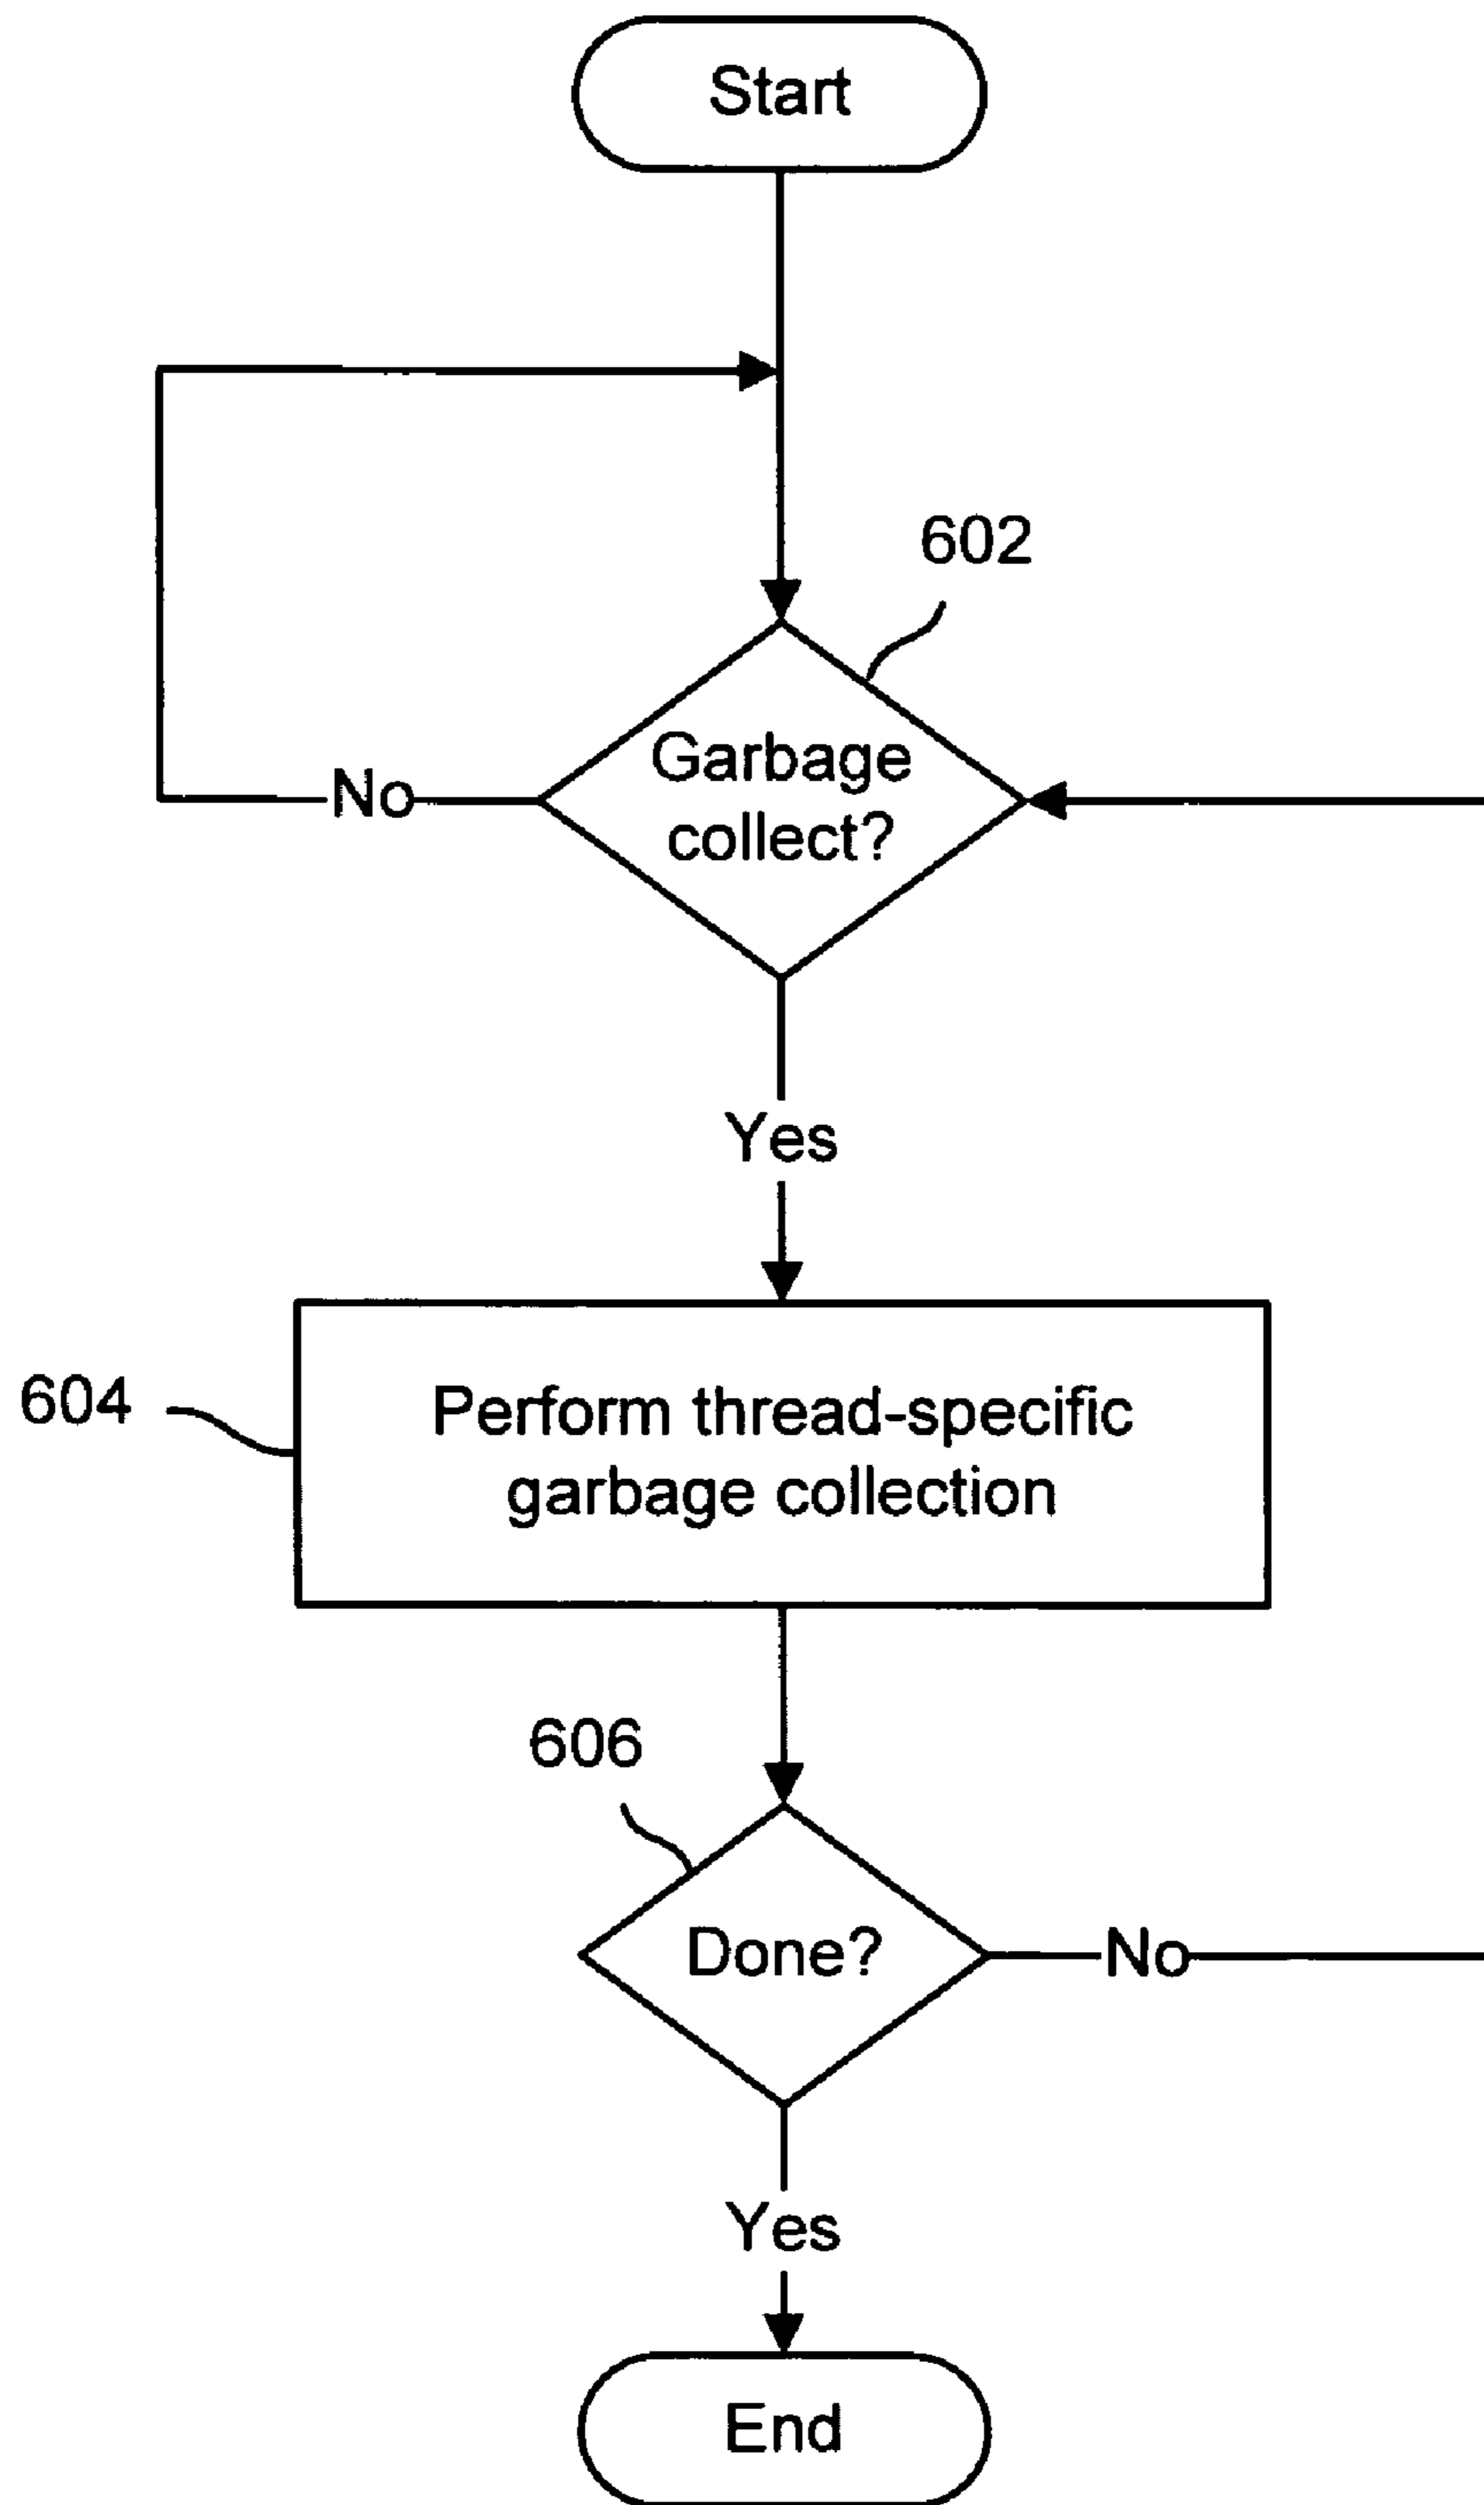 Start
602
Garbage
collect?
No
Yes
604
Perform thread-specific
garbage collection
606
Done?
No
Yes
End